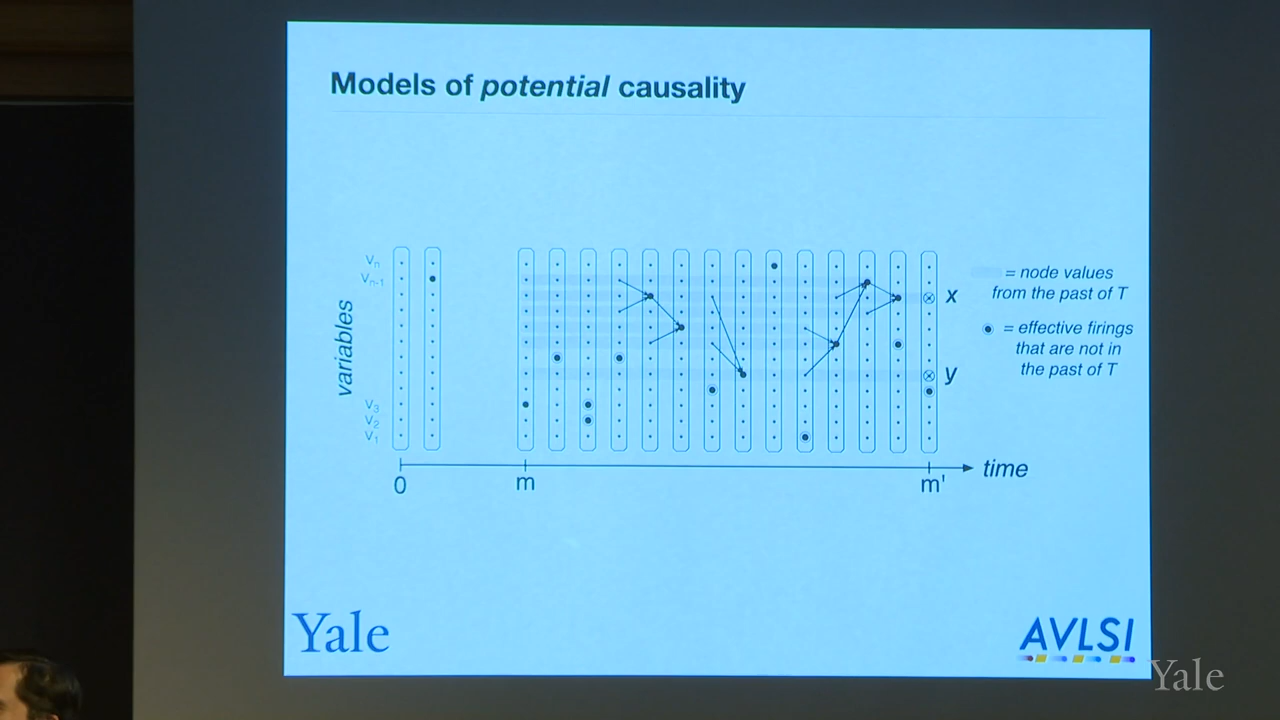 Models of potential causality
variables
Vn
Vn-1
V3
V2
V1
x
y
= node values
from the past of T
= effective firings
that are not in
the past of T
0
m
m'
time
Yale
AVLSI
Yale